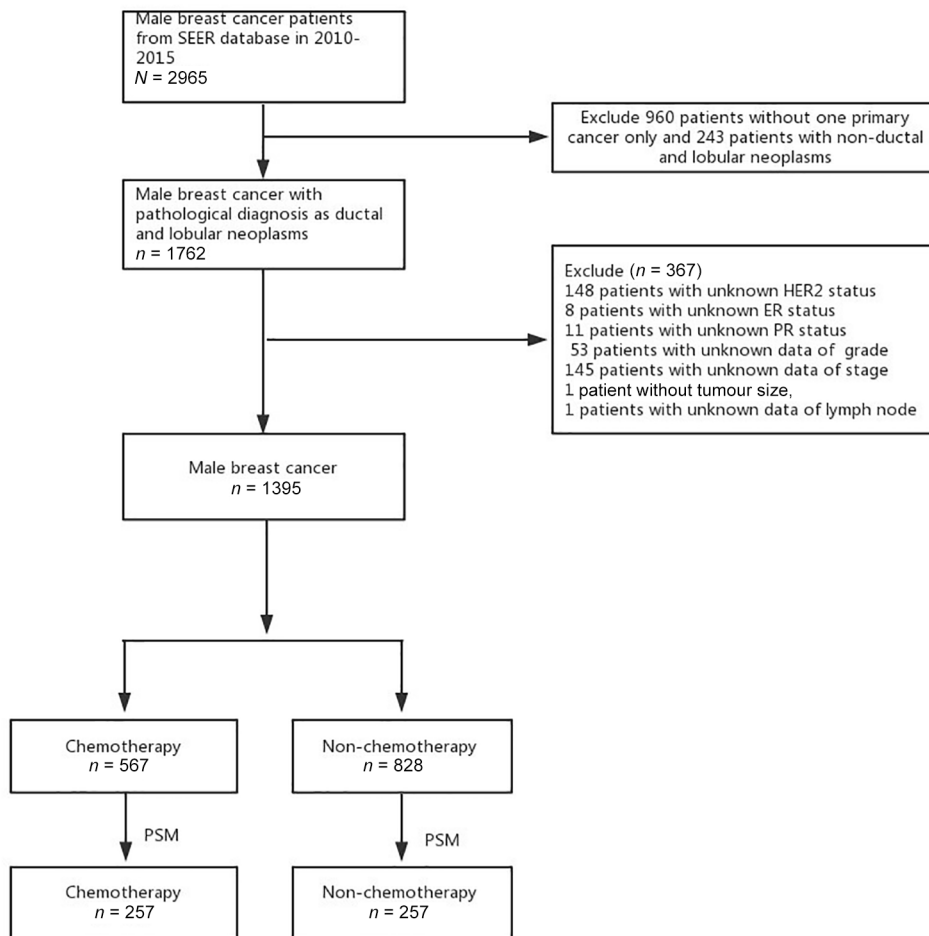 Male breast cancer patients
from SEER database in 2010-
2015
N = 2965
Exclude 960 patients without one primary
cancer only and 243 patients with non-ductal
and lobular neoplasms
Male breast cancer with
pathological diagnosis as ductal
and lobular neoplasms
n = 1762
Exclude (n = 367)
148 patients with unknown HER2 status
8 patients with unknown ER status
11 patients with unknown PR status
53 patients with unknown data of grade
145 patients with unknown data of stage
1 patient without tumour size,
1 patients with unknown data of lymph node
Male breast cancer
n = 1395
Chemotherapy
n = 567
Non-chemotherapy
n = 828
PSM
PSM
Chemotherapy
n = 257
Non-chemotherapy
n = 257